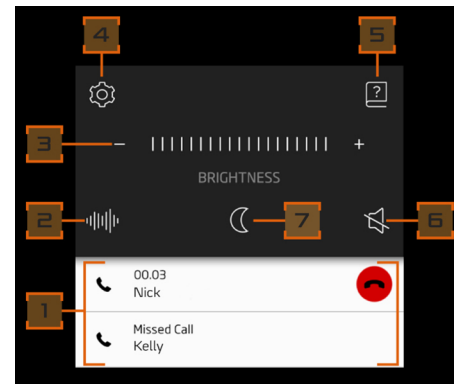 4
5
?
3
− +
BRIGHTNESS
2
7
6
00.03
Nick
1
Missed Call
Kelly